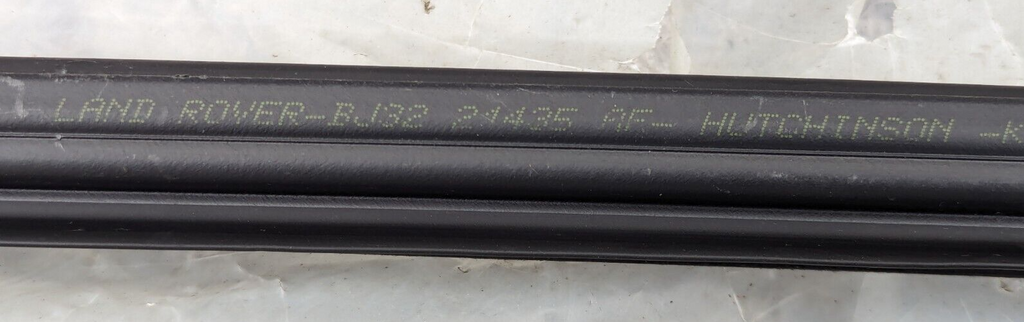 LAND ROVER-BJ32 21435 AF- HUTCHINSON -K